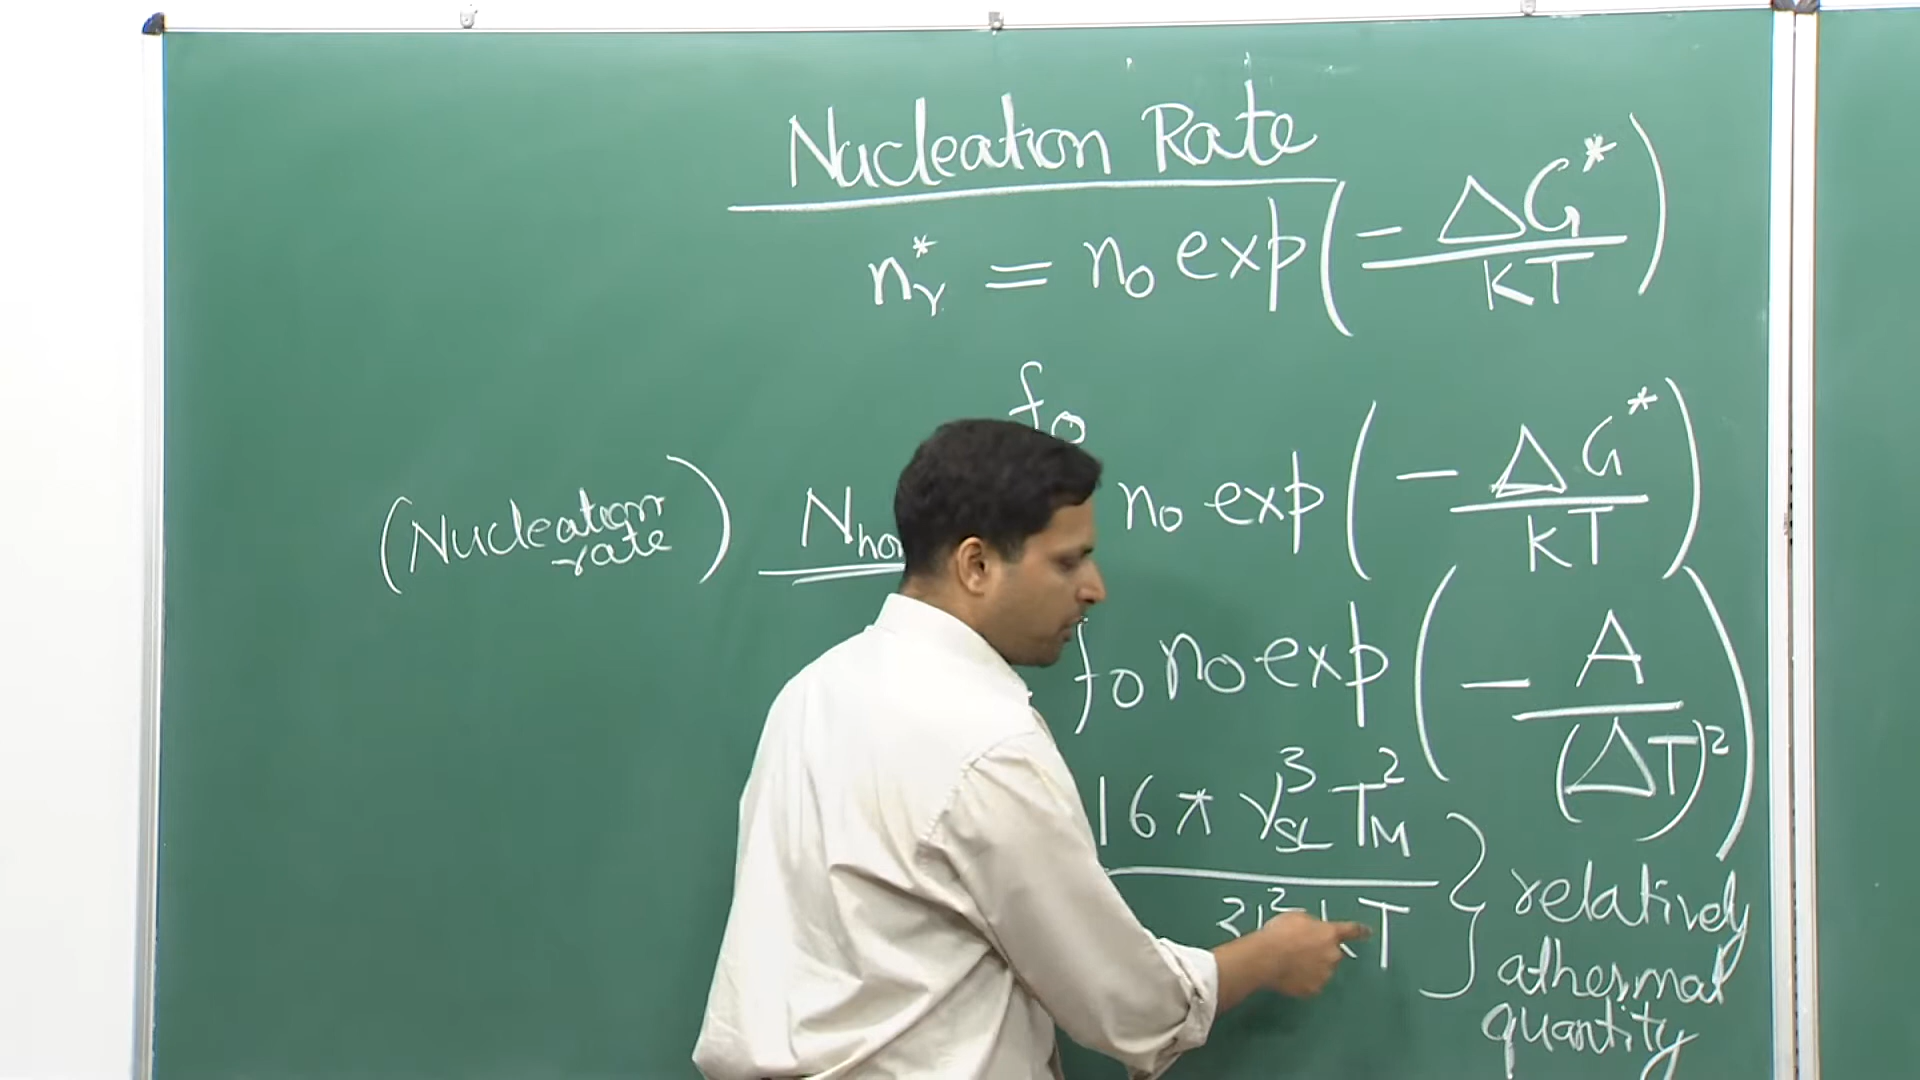 Nucleation Rate
n*r = n0 exp(- ΔG* / kT)
f0
(Nucleation rate) Nho n0 exp(- ΔG* / kT)
f0 n0 exp(- A / (ΔT)²)
16 π γ³SL T²M
T
} relatively
athermal
quantity